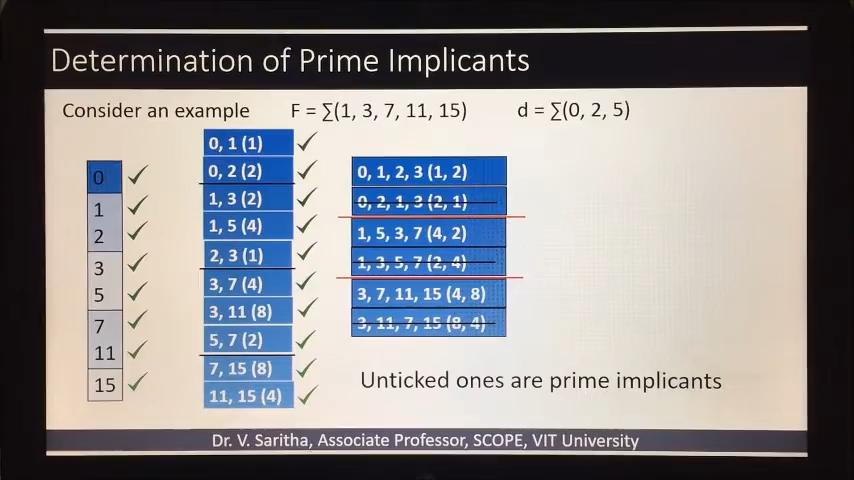 Determination of Prime Implicants
Consider an example F = ∑(1, 3, 7, 11, 15) d = ∑(0, 2, 5)
0
1
2
3
5
7
11
15
0, 1 (1)
0, 2 (2)
1, 3 (2)
1, 5 (4)
2, 3 (1)
3, 7 (4)
3, 11 (8)
5, 7 (2)
7, 15 (8)
11, 15 (4)
0, 1, 2, 3 (1, 2)
0, 2, 1, 3 (2, 1)
1, 5, 3, 7 (4, 2)
1, 3, 5, 7 (2, 4)
3, 7, 11, 15 (4, 8)
3, 11, 7, 15 (8, 4)
Unticked ones are prime implicants
Dr. V. Saritha, Associate Professor, SCOPE, VIT University